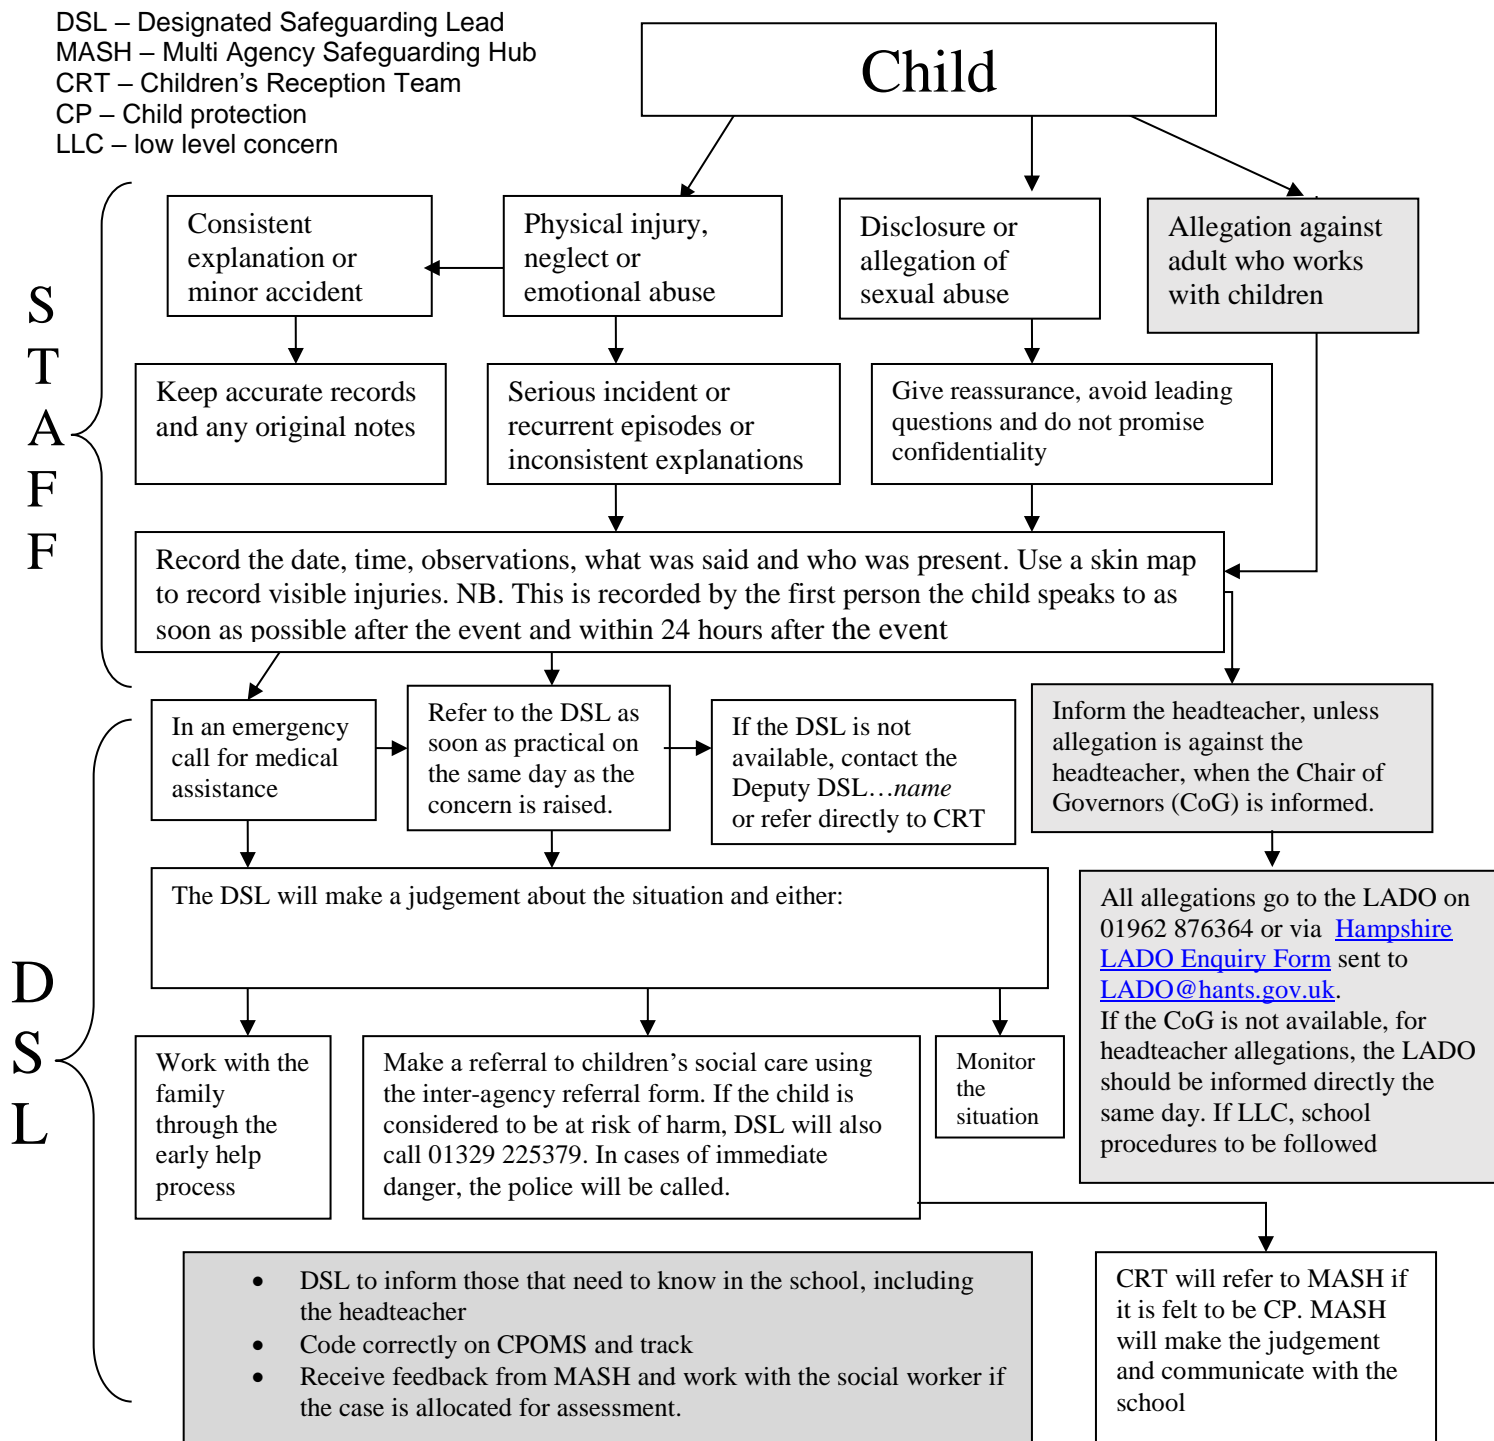 DSL – Designated Safeguarding Lead
MASH – Multi Agency Safeguarding Hub
CRT – Children's Reception Team
CP – Child protection
LLC – low level concern
Child
STAFF
Consistent
explanation or
minor accident
Physical injury,
neglect or
emotional abuse
Disclosure or
allegation of
sexual abuse
Allegation against
adult who works
with children
Keep accurate records
and any original notes
Serious incident or
recurrent episodes or
inconsistent explanations
Give reassurance, avoid leading
questions and do not promise
confidentiality
Record the date, time, observations, what was said and who was present. Use a skin map
to record visible injuries. NB. This is recorded by the first person the child speaks to as
soon as possible after the event and within 24 hours after the event
DSL
In an emergency
call for medical
assistance
Refer to the DSL as
soon as practical on
the same day as the
concern is raised.
If the DSL is not
available, contact the
Deputy DSL…name
or refer directly to CRT
Inform the headteacher, unless
allegation is against the
headteacher, when the Chair of
Governors (CoG) is informed.
The DSL will make a judgement about the situation and either:
All allegations go to the LADO on
01962 876364 or via Hampshire
LADO Enquiry Form sent to
LADO@hants.gov.uk.
If the CoG is not available, for
headteacher allegations, the LADO
should be informed directly the
same day. If LLC, school
procedures to be followed
Work with the
family
through the
early help
process
Make a referral to children's social care using
the inter-agency referral form. If the child is
considered to be at risk of harm, DSL will also
call 01329 225379. In cases of immediate
danger, the police will be called.
Monitor
the
situation
• DSL to inform those that need to know in the school, including
the headteacher
• Code correctly on CPOMS and track
• Receive feedback from MASH and work with the social worker if
the case is allocated for assessment.
CRT will refer to MASH if
it is felt to be CP. MASH
will make the judgement
and communicate with the
school